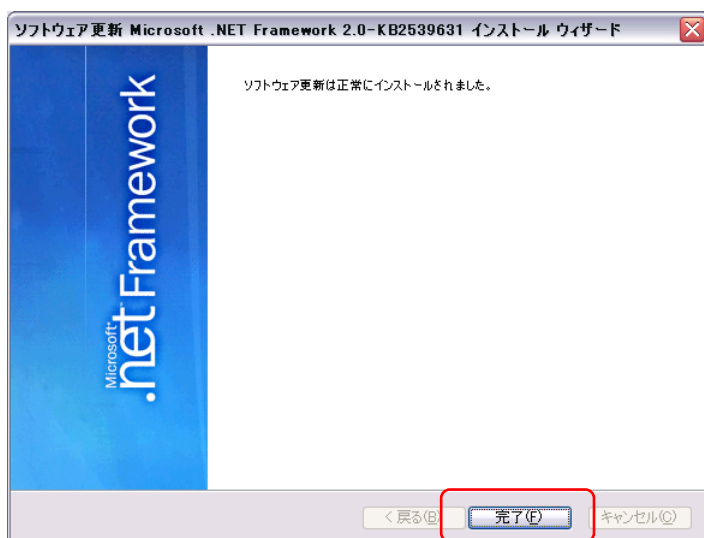 ソフトウェア更新 Microsoft .NET Framework 2.0-KB2539631 インストール ウィザード
ソフトウェア更新は正常にインストールされました。
Microsoft
.net Framework
< 戻る(B)
完了(F)
キャンセル(C)